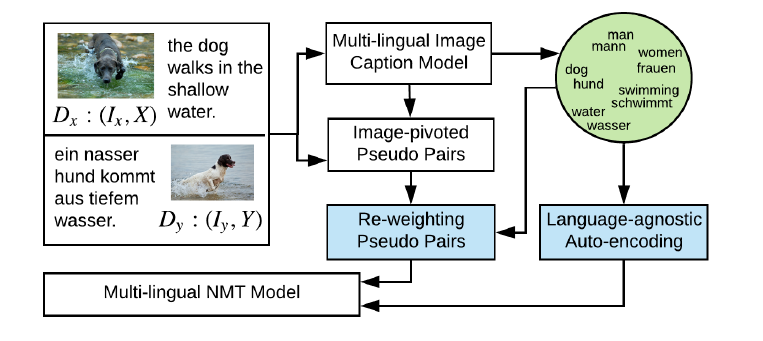 the dog
walks in the
shallow
water.
D_x : (I_x, X)
ein nasser
hund kommt
aus tiefem
wasser.
D_y : (I_y, Y)
Multi-lingual Image
Caption Model
Image-pivoted
Pseudo Pairs
Re-weighting
Pseudo Pairs
man
mann
women
frauen
dog
hund
swimming
schwimmt
water
wasser
Language-agnostic
Auto-encoding
Multi-lingual NMT Model